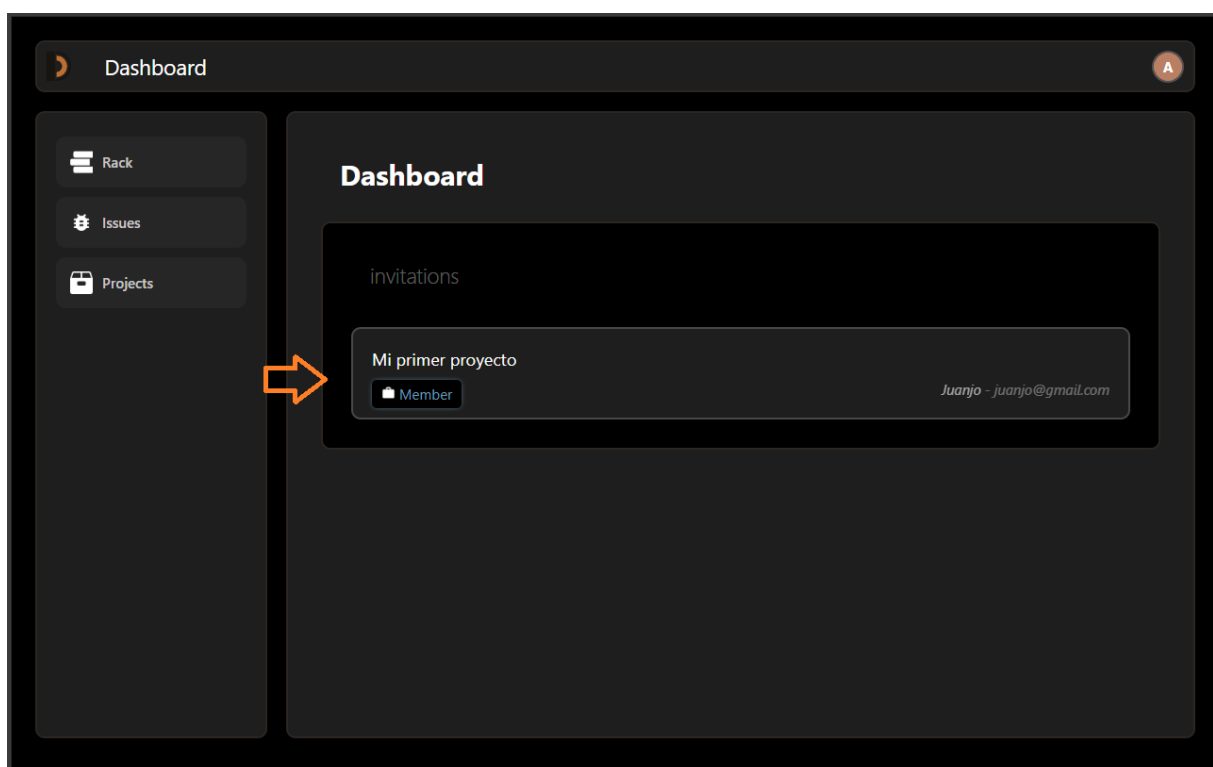 Dashboard
A
Rack
Issues
Projects
Dashboard
invitations
Mi primer proyecto
Member
Juanjo - juanjo@gmail.com